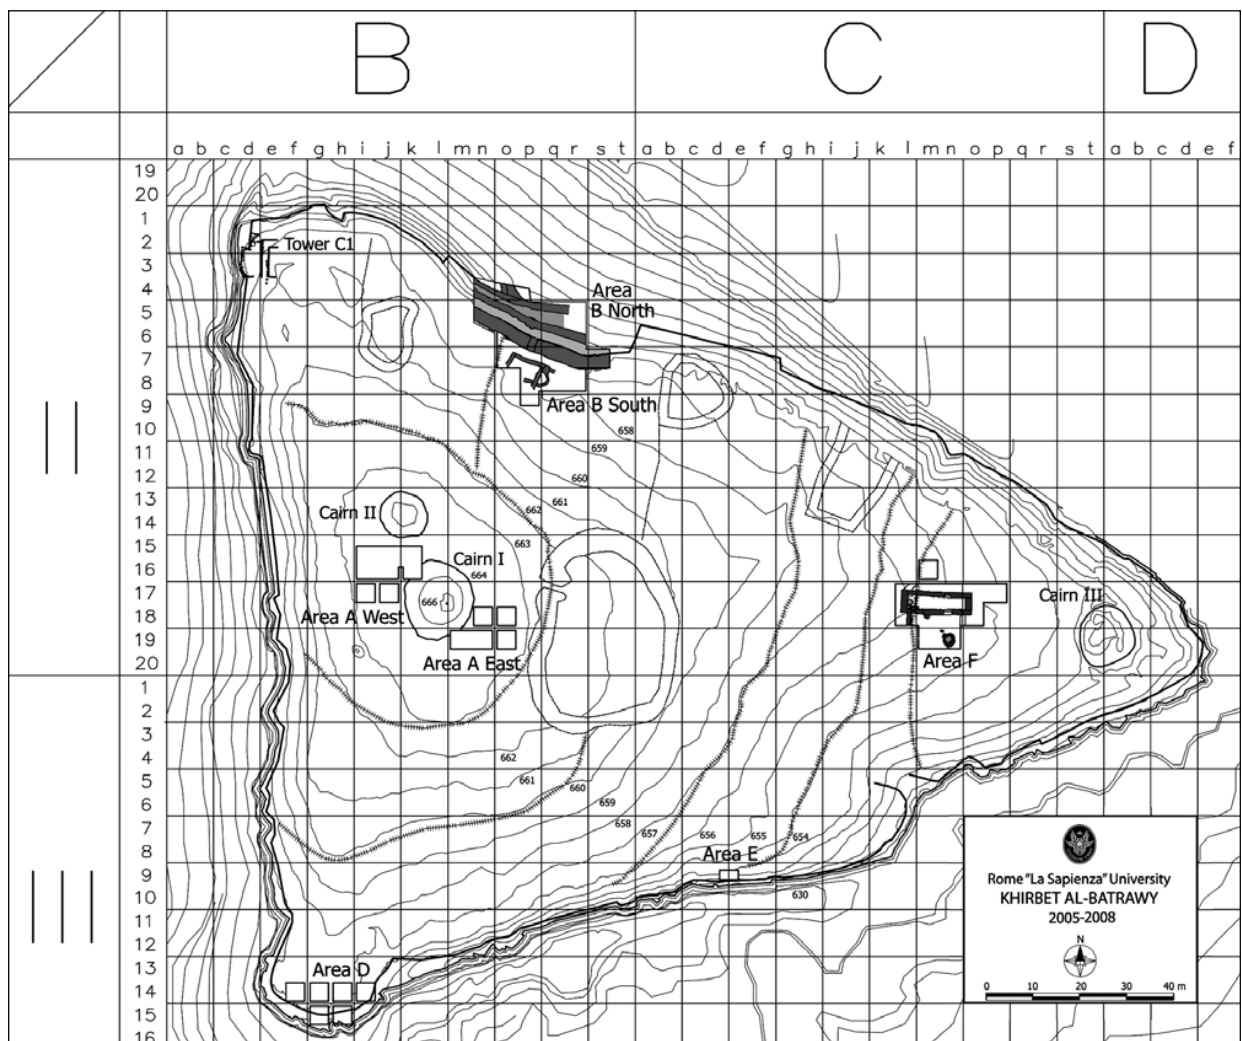 B C D
a b c d e f g h i j k l m n o p q r s t a b c d e f g h i j k l m n o p q r s t a b c d e f
19
20
1
2
Tower C1
3
4
Area
B North
5
6
7
8
Area B South
9
10
658
11
659
12
660
II
13
661
Cairn II
662
14
663
15
Cairn I
16
664
17
666
Cairn III
Area A West
18
19
Area A East
Area F
20
1
2
3
4
662
5
661
660
6
659
7
658
657
656
655
654
8
Area E
9
III
10
630
11
12
13
Area D
14
15
16
Rome "La Sapienza" University
KHIRBET AL-BATRAWY
2005-2008
N
0 10 20 30 40 m